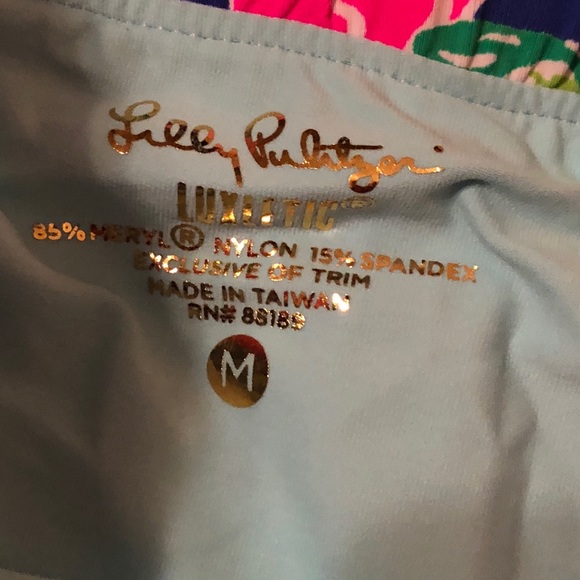 Lilly Pulitzer
LUXLETIC®
85% MERYL® NYLON 15% SPANDEX
EXCLUSIVE OF TRIM
MADE IN TAIWAN
RN# 88189
M